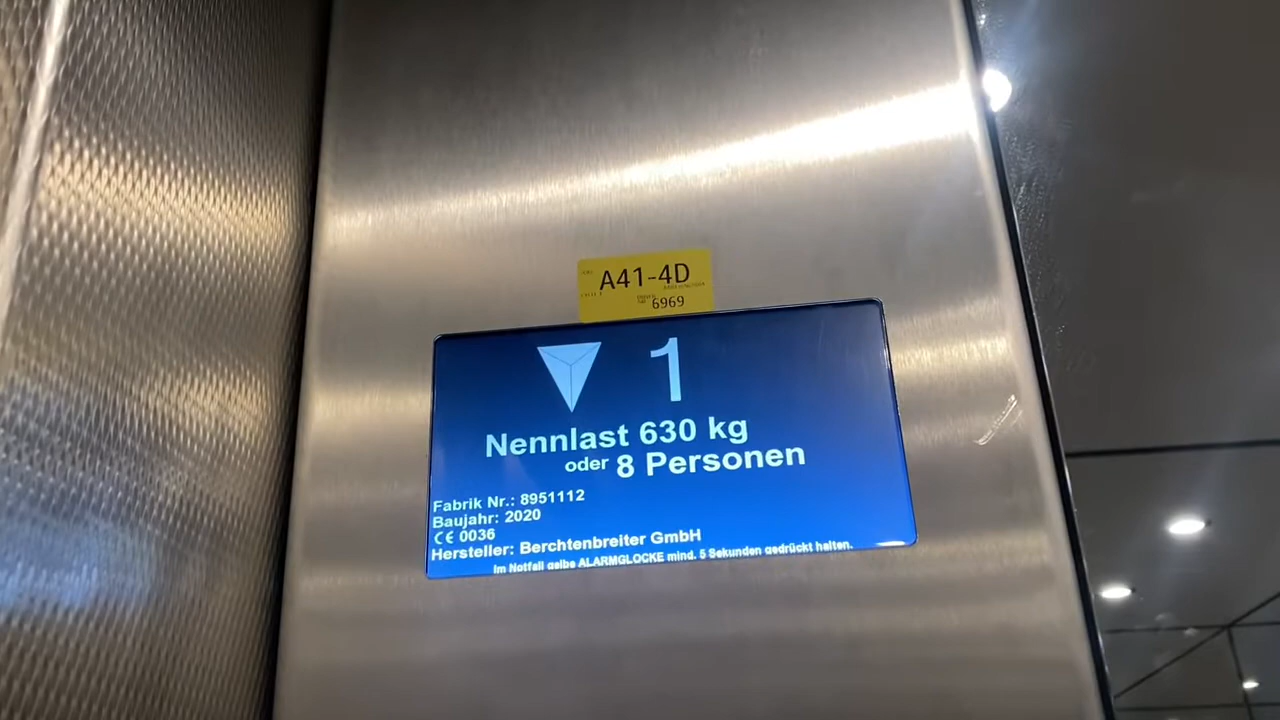 A41-4D
6969
1
Nennlast 630 kg
oder 8 Personen
Fabrik Nr.: 8951112
Baujahr: 2020
CE 0036
Hersteller: Berchtenbreiter GmbH
Im Notfall gelbe ALARMGLOCKE mind. 5 Sekunden gedrückt halten.